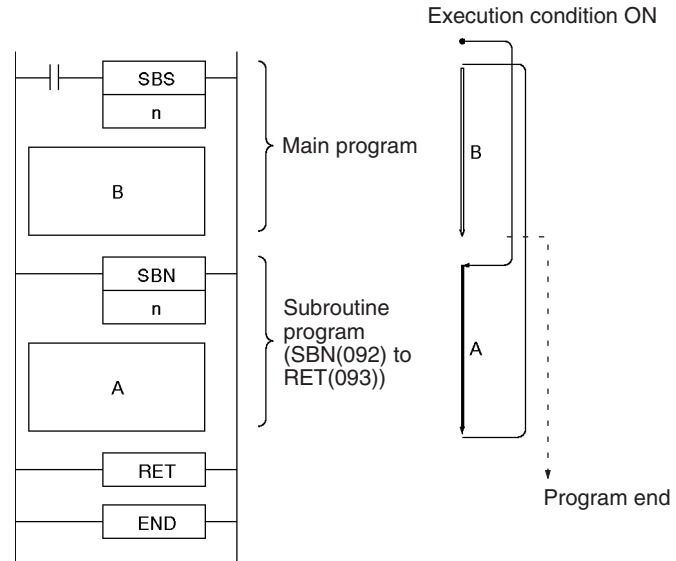 Execution condition ON
SBS
n
B
Main program
B
SBN
n
Subroutine
program
(SBN(092) to
RET(093))
A
A
RET
END
Program end